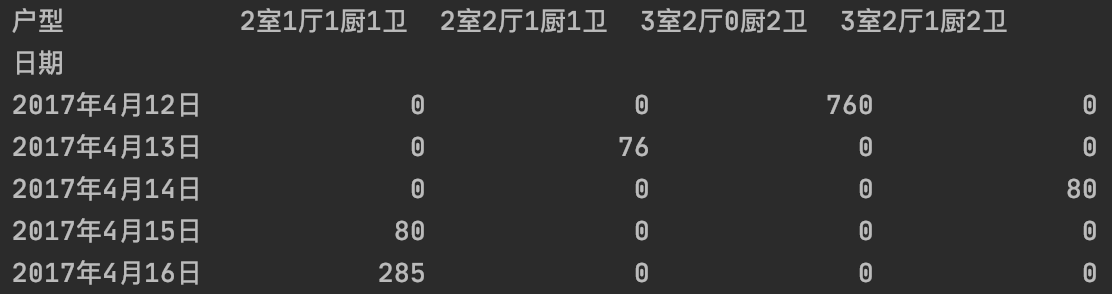 户型 2室1厅1厨1卫 2室2厅1厨1卫 3室2厅0厨2卫 3室2厅1厨2卫
日期
2017年4月12日 0 0 760 0
2017年4月13日 0 76 0 0
2017年4月14日 0 0 0 80
2017年4月15日 80 0 0 0
2017年4月16日 285 0 0 0